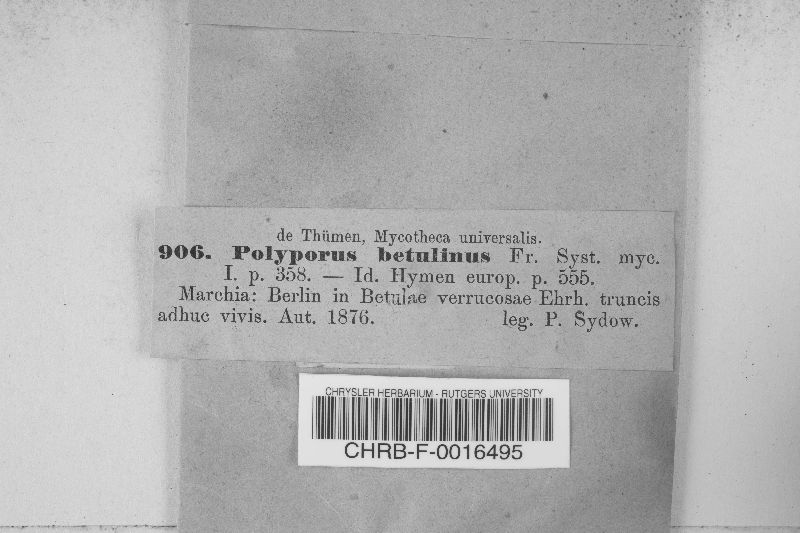 de Thümen, Mycotheca universalis.
906. Polyporus betulinus Fr. Syst. myc.
I. p. 358. — Id. Hymen europ. p. 555.
Marchia: Berlin in Betulae verrucosae Ehrh. truncis
adhuc vivis. Aut. 1876. leg. P. Sydow.
CHRYSLER HERBARIUM - RUTGERS UNIVERSITY
CHRB-F-0016495